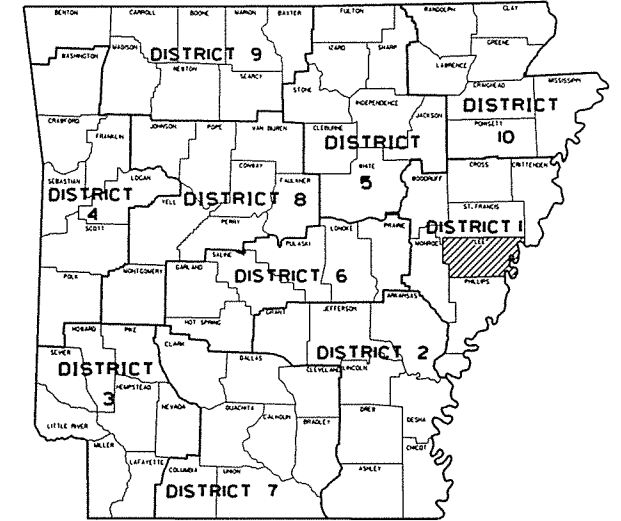 BENTON CARROLL BOONE MARION BAXTER FULTON RANDOLPH CLAY
WASHINGTON MADISON DISTRICT 9 IZARD SHARP GREENE
NEWTON SEARCY STONE LAWRENCE
CRAIGHEAD MISSISSIPPI
INDEPENDENCE DISTRICT
10
JACKSON POINSETT
CRAWFORD FRANKLIN JOHNSON POPE VAN BUREN CLEBURNE DISTRICT
5
CONWAY WHITE WOODRUFF CROSS CRITTENDEN
SEBASTIAN LOGAN FAULKNER
DISTRICT
4
YELL DISTRICT 8 ST. FRANCIS
SCOTT PERRY LONOKE PRAIRIE DISTRICT 1
SALINE PULASKI MONROE LEE
POLK MONTGOMERY GARLAND DISTRICT 6 PHILLIPS
HOT SPRING GRANT JEFFERSON ARKANSAS
HOWARD PIKE CLARK
SEVIER DISTRICT
3
DALLAS CLEVELAND LINCOLN DISTRICT 2
HEMPSTEAD NEVADA OUACHITA CALHOUN BRADLEY DREW DESHA
LITTLE RIVER MILLER CHICOT
LAFAYETTE COLUMBIA UNION ASHLEY
DISTRICT 7